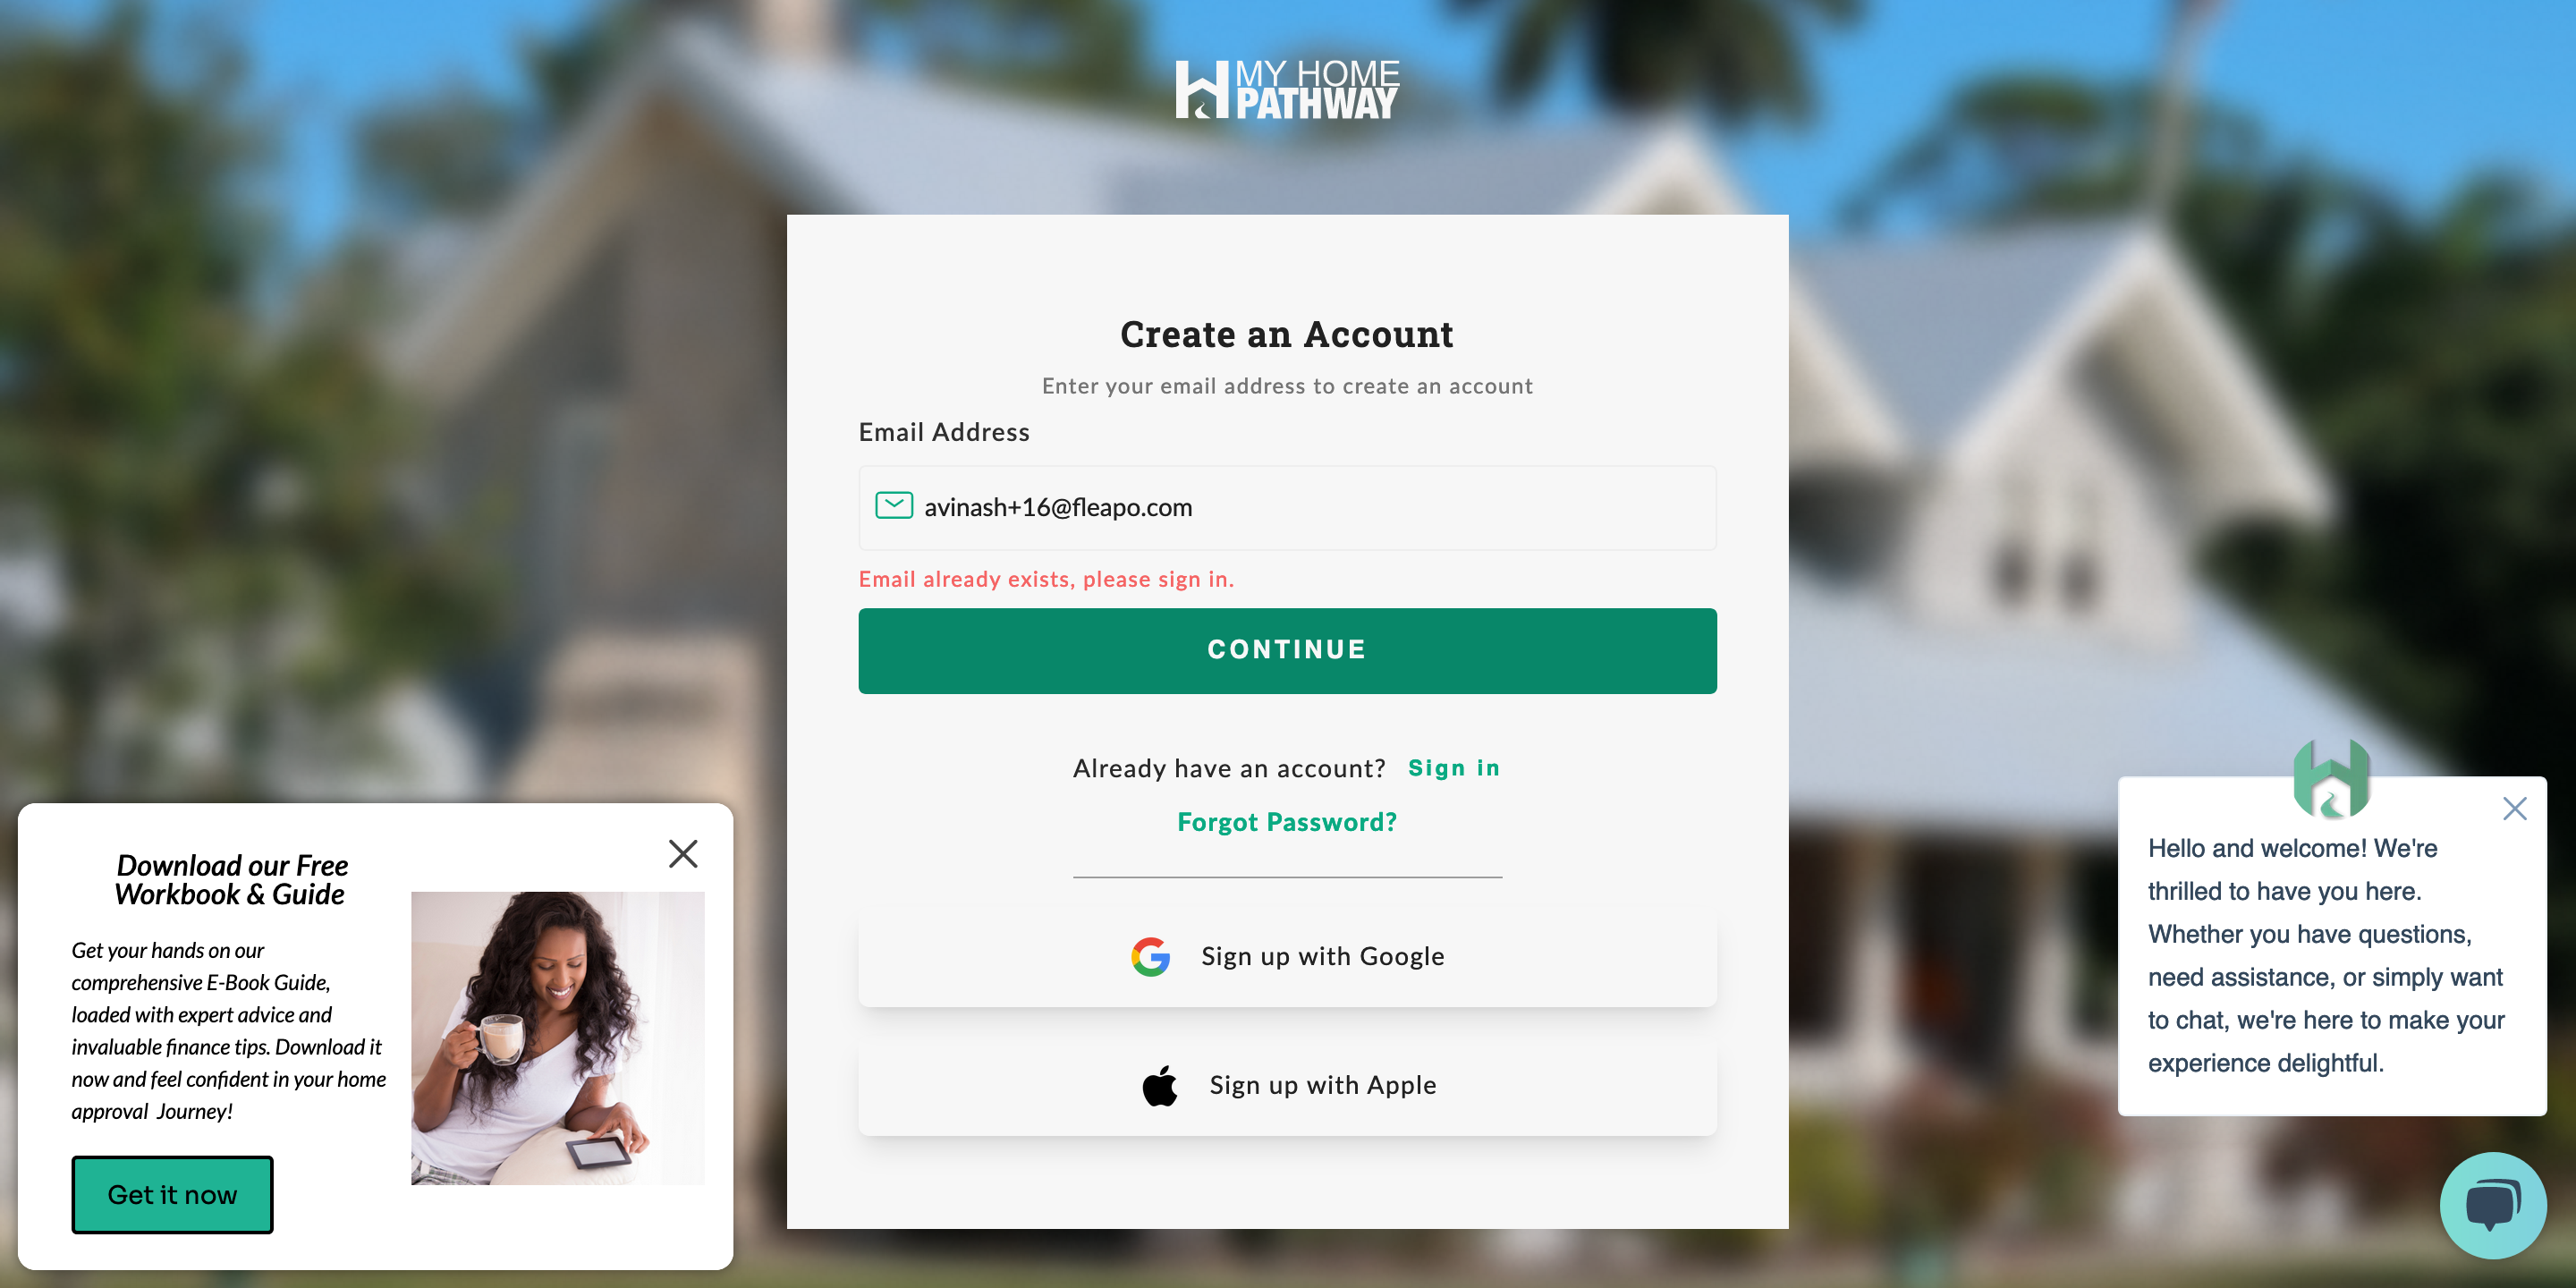 MY HOME
PATHWAY
Create an Account
Enter your email address to create an account
Email Address
avinash+16@fleapo.com
Email already exists, please sign in.
CONTINUE
Already have an account? Sign in
Forgot Password?
Sign up with Google
Sign up with Apple
Download our Free
Workbook & Guide
Get your hands on our
comprehensive E-Book Guide,
loaded with expert advice and
invaluable finance tips. Download it
now and feel confident in your home
approval Journey!
Get it now
Hello and welcome! We're
thrilled to have you here.
Whether you have questions,
need assistance, or simply want
to chat, we're here to make your
experience delightful.